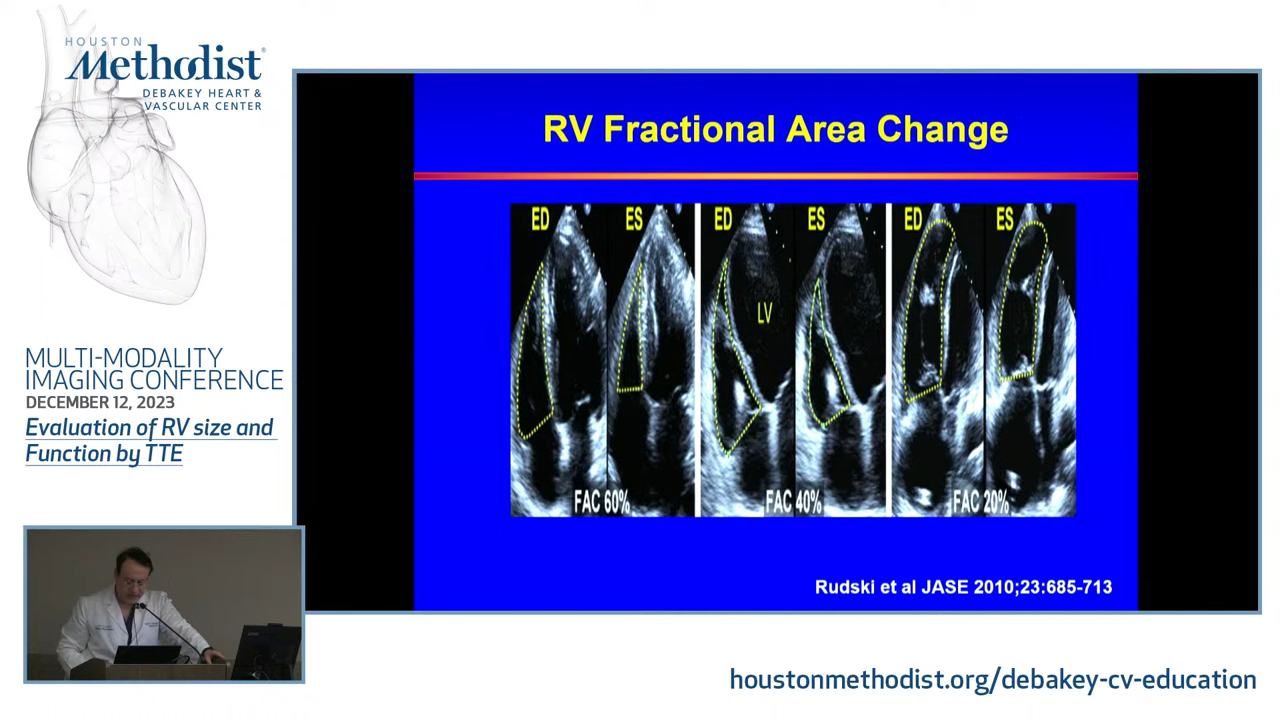 HOUSTON
Methodist®
DEBAKEY HEART &
VASCULAR CENTER
MULTI-MODALITY
IMAGING CONFERENCE
DECEMBER 12, 2023
Evaluation of RV size and
Function by TTE
RV Fractional Area Change
ED ES ED ES ED ES
LV
FAC 60% FAC 40% FAC 20%
Rudski et al JASE 2010;23:685-713
houstonmethodist.org/debakey-cv-education